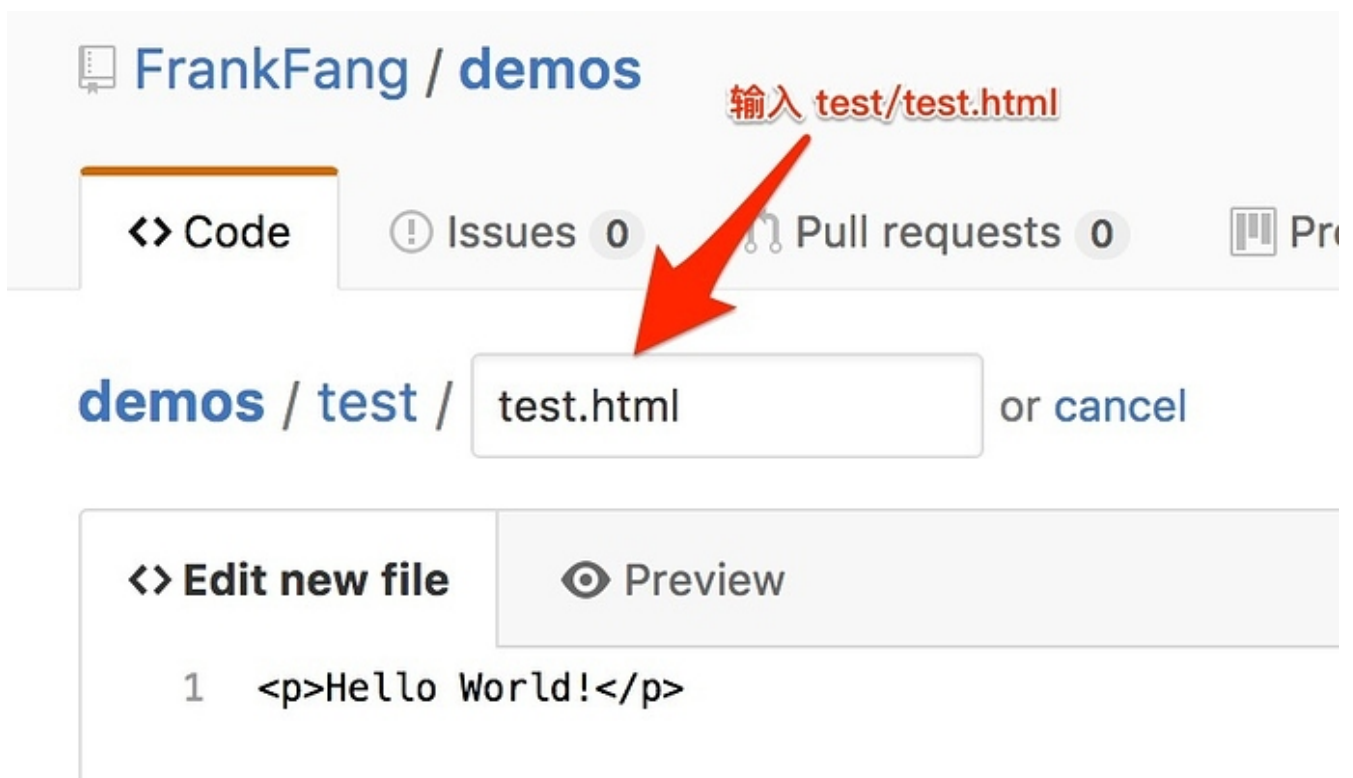 FrankFang / demos
输入 test/test.html
<> Code Issues 0 Pull requests 0
demos / test / test.html or cancel
<> Edit new file Preview
1 <p>Hello World!</p>